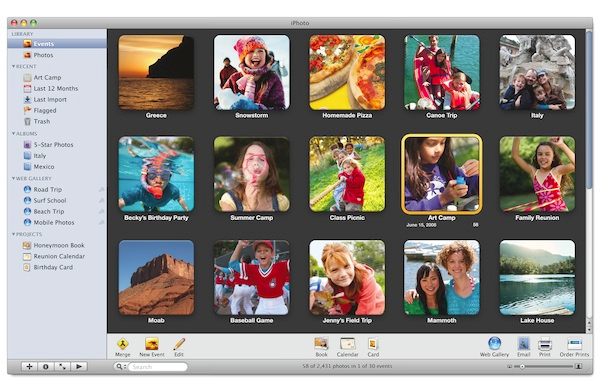 iPhoto
LIBRARY
Events
Photos
RECENT
Art Camp
Last 12 Months
Last Import
Flagged
Trash
ALBUMS
5-Star Photos
Italy
Mexico
WEB GALLERY
Road Trip
Surf School
Beach Trip
Mobile Photos
PROJECTS
Honeymoon Book
Reunion Calendar
Birthday Card
Greece
Snowstorm
Homemade Pizza
Canoe Trip
Italy
Becky's Birthday Party
Summer Camp
Class Picnic
Art Camp
June 15, 2006 58
Family Reunion
Moab
Baseball Game
Jenny's Field Trip
Mammoth
Lake House
Merge
New Event
Edit
Book
Calendar
Card
Web Gallery
Email
Print
Order Prints
Search
58 of 2,431 photos in 1 of 30 events